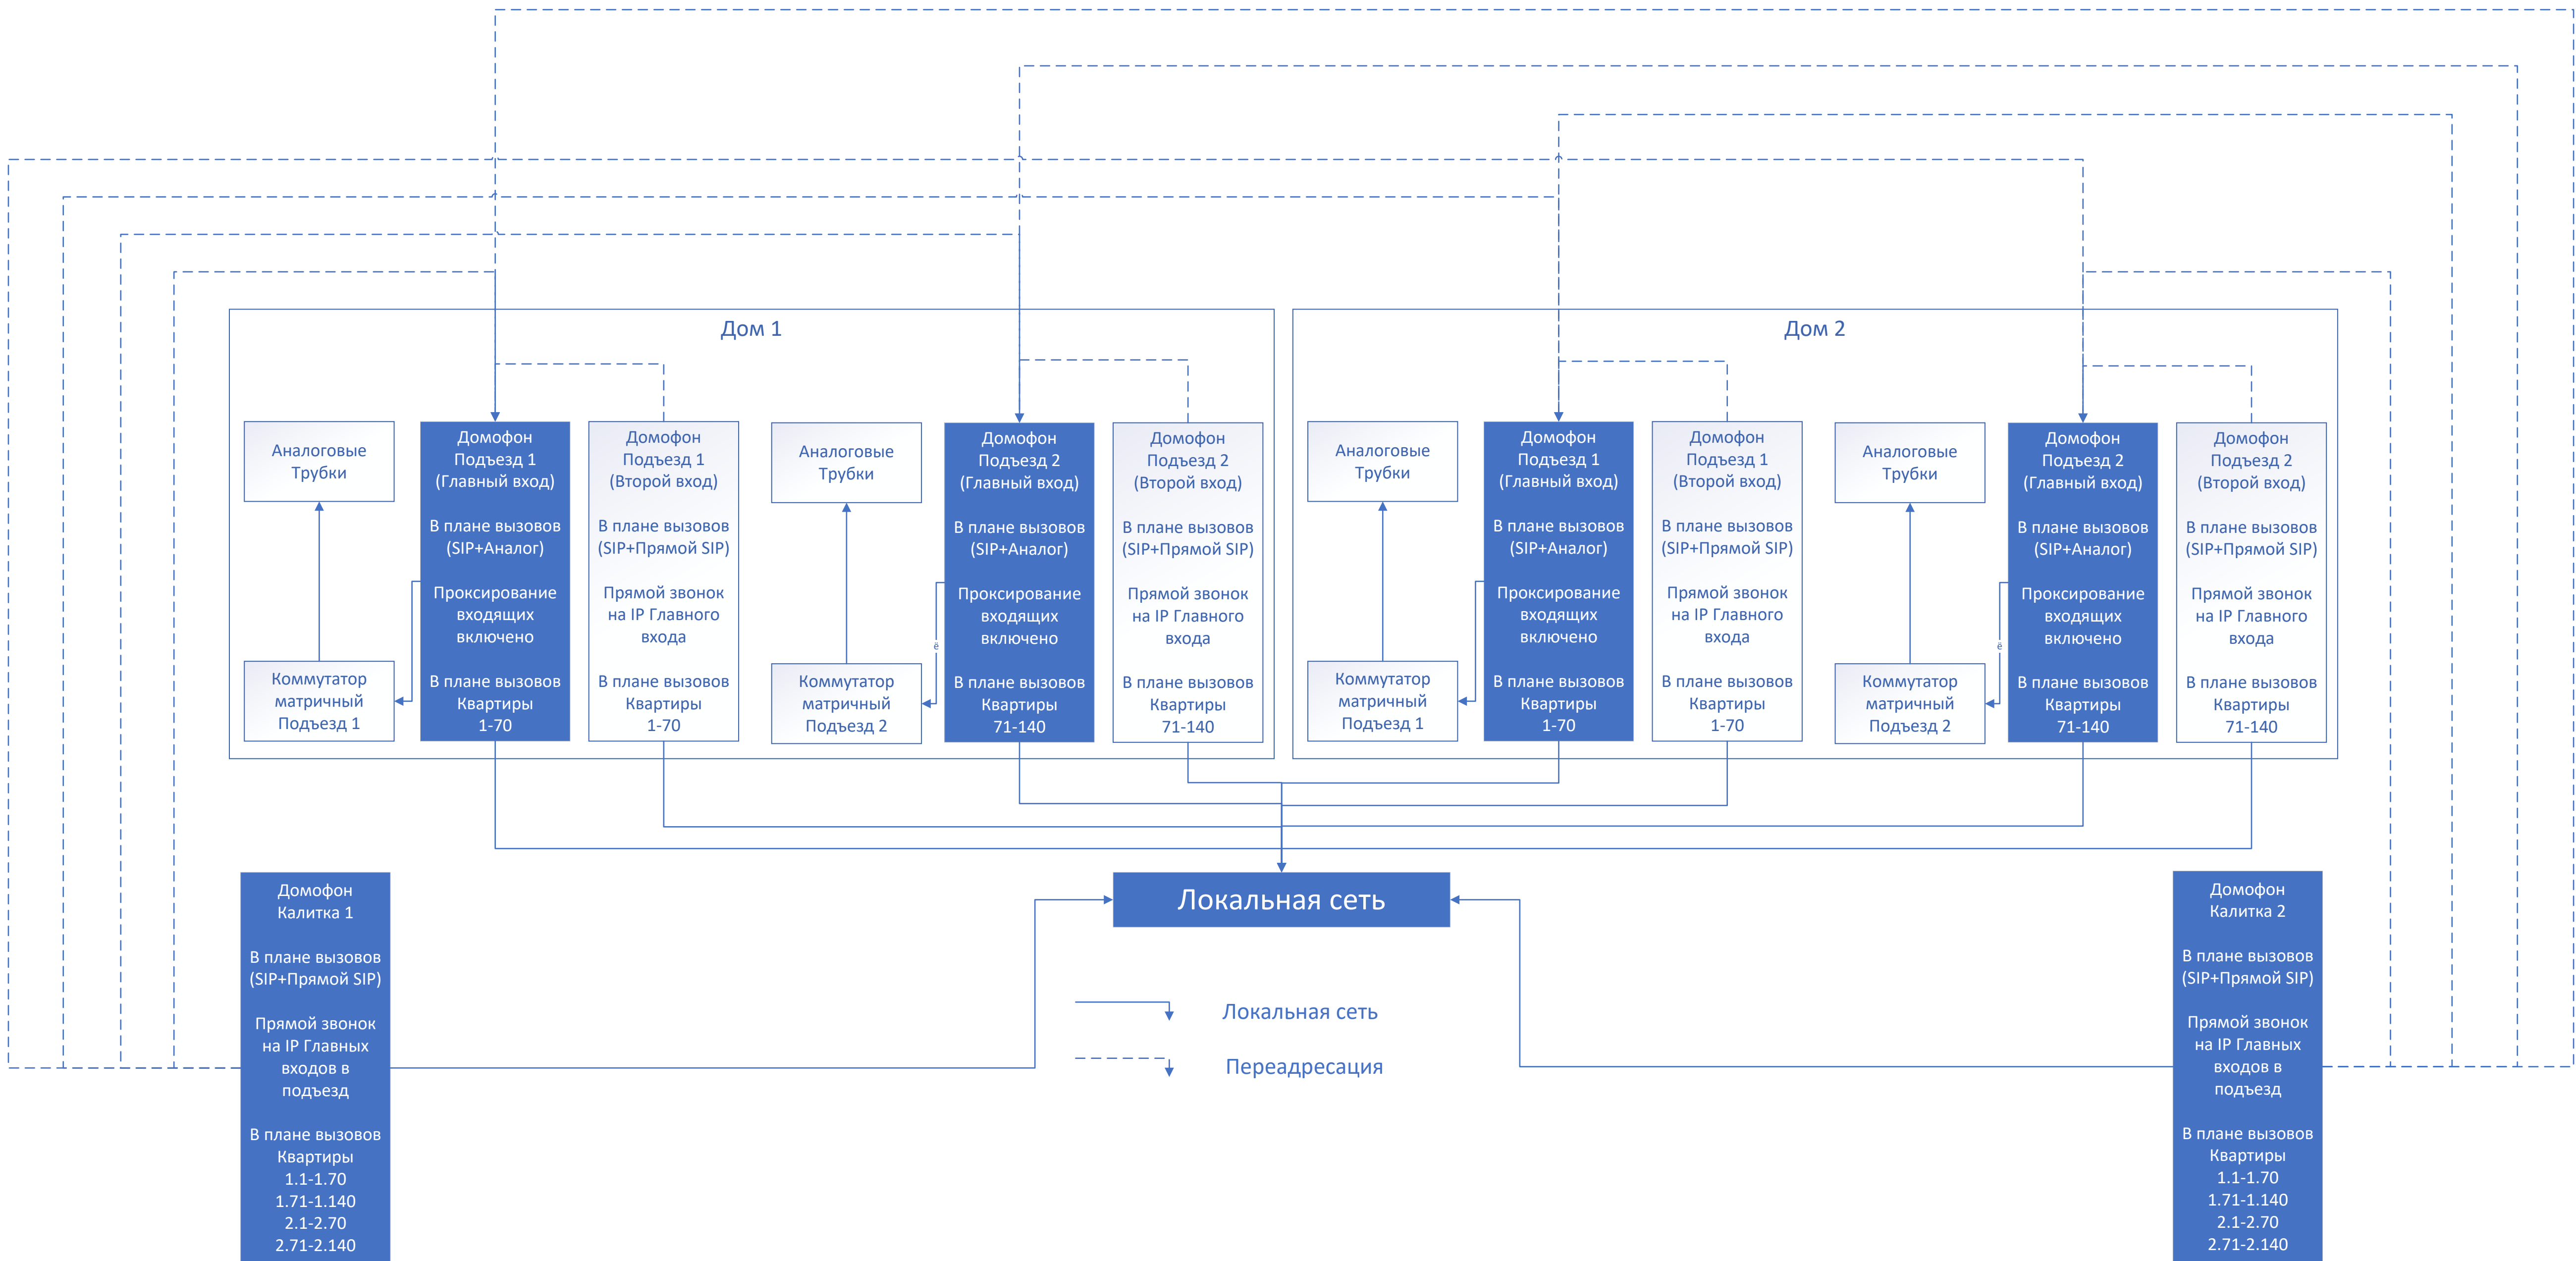 Дом 1
Аналоговые
Трубки
Коммутатор
матричный
Подъезд 1
Домофон
Подъезд 1
(Главный вход)
В плане вызовов
(SIP+Аналог)
Проксирование
входящих
включено
В плане вызовов
Квартиры
1-70
Домофон
Подъезд 1
(Второй вход)
В плане вызовов
(SIP+Прямой SIP)
Прямой звонок
на IP Главного
входа
В плане вызовов
Квартиры
1-70
Аналоговые
Трубки
Коммутатор
матричный
Подъезд 2
ё
Домофон
Подъезд 2
(Главный вход)
В плане вызовов
(SIP+Аналог)
Проксирование
входящих
включено
В плане вызовов
Квартиры
71-140
Домофон
Подъезд 2
(Второй вход)
В плане вызовов
(SIP+Прямой SIP)
Прямой звонок
на IP Главного
входа
В плане вызовов
Квартиры
71-140
Дом 2
Аналоговые
Трубки
Коммутатор
матричный
Подъезд 1
Домофон
Подъезд 1
(Главный вход)
В плане вызовов
(SIP+Аналог)
Проксирование
входящих
включено
В плане вызовов
Квартиры
1-70
Домофон
Подъезд 1
(Второй вход)
В плане вызовов
(SIP+Прямой SIP)
Прямой звонок
на IP Главного
входа
В плане вызовов
Квартиры
1-70
Аналоговые
Трубки
Коммутатор
матричный
Подъезд 2
ё
Домофон
Подъезд 2
(Главный вход)
В плане вызовов
(SIP+Аналог)
Проксирование
входящих
включено
В плане вызовов
Квартиры
71-140
Домофон
Подъезд 2
(Второй вход)
В плане вызовов
(SIP+Прямой SIP)
Прямой звонок
на IP Главного
входа
В плане вызовов
Квартиры
71-140
Домофон
Калитка 1
В плане вызовов
(SIP+Прямой SIP)
Прямой звонок
на IP Главных
входов в
подъезд
В плане вызовов
Квартиры
1.1-1.70
1.71-1.140
2.1-2.70
2.71-2.140
Локальная сеть
Локальная сеть
Переадресация
Домофон
Калитка 2
В плане вызовов
(SIP+Прямой SIP)
Прямой звонок
на IP Главных
входов в
подъезд
В плане вызовов
Квартиры
1.1-1.70
1.71-1.140
2.1-2.70
2.71-2.140